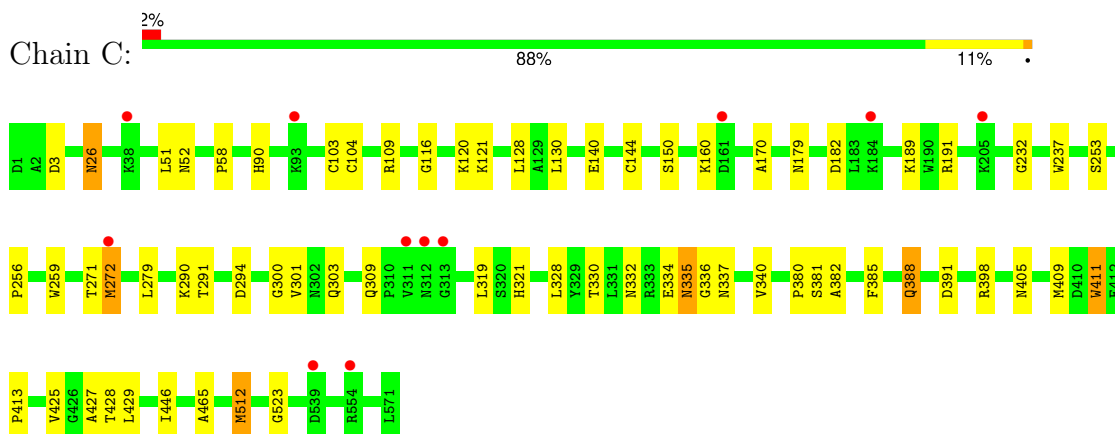 2%
Chain C:
88% 11% •
D1 A2 D3 N26 K38 L51 N52 P58 H90 K93 C103 C104 R109 G116 K120 K121 L128 A129 L130 E140 C144 S150 K160 D161 A170 N179 D182 L183 K184 K189 W190 R191 K205 G232 W237 S253
P256 W259 T271 M272 L279 K290 T291 D294 G300 V301 N302 Q303 Q309 P310 V311 N312 G313 L319 S320 H321 L328 Y329 T330 L331 N332 R333 E334 N335 G336 N337 V340 P380 S381 A382 F385 Q388 D391 R398 N405 M409 D410 W411
P413 V425 G426 A427 T428 L429 I446 A465 M512 G523 D539 R554 L571